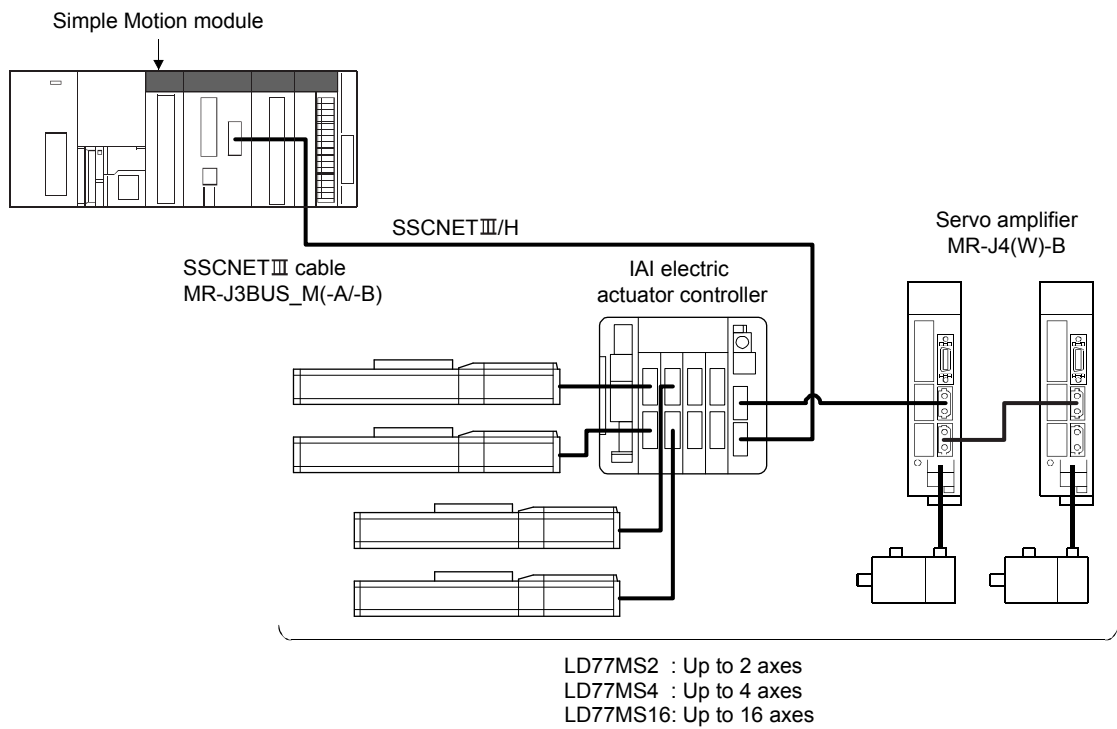 Simple Motion module
SSCNETⅢ/H
Servo amplifier
MR-J4(W)-B
SSCNETⅢ cable
MR-J3BUS_M(-A/-B)
IAI electric
actuator controller
LD77MS2 : Up to 2 axes
LD77MS4 : Up to 4 axes
LD77MS16: Up to 16 axes